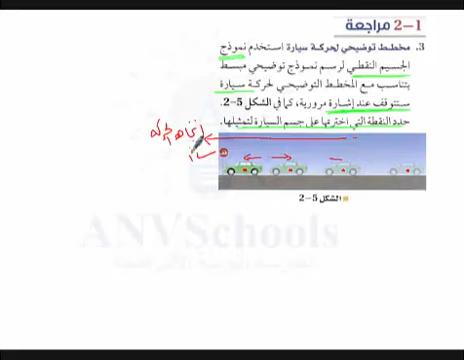 2-1 مراجعة
3. مخطط توضيحي لحركة سيارة استخدم نموذج
الجسيم النقطي لرسم نموذج توضيحي مبسط
يتناسب مع المخطط التوضيحي لحركة سيارة
ستتوقف عند إشارة مرورية، كما في الشكل 5-2.
حدد النقطة التي اخترتها على جسم السيارة لتمثيلها.
اتجاه الحركة
الشكل 5-2
ANVSchools